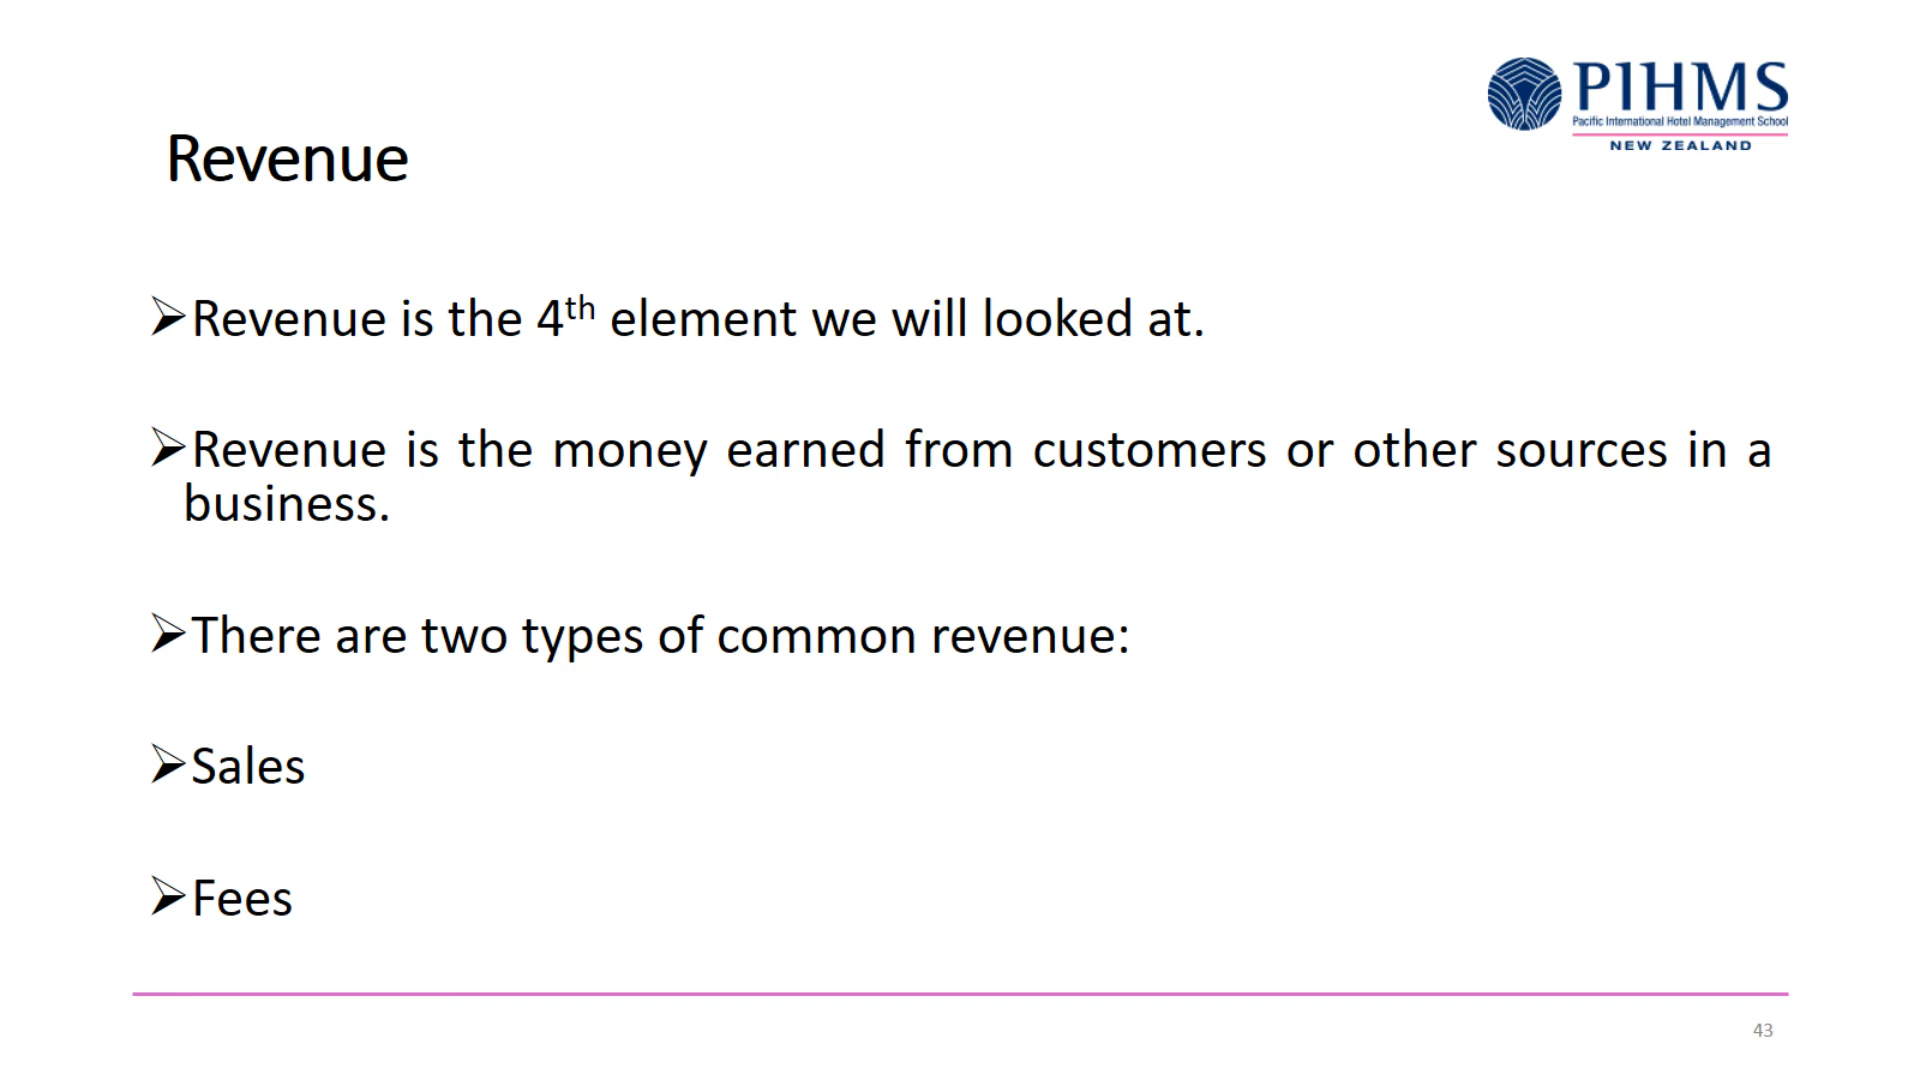 PIHMS
Pacific International Hotel Management School
NEW ZEALAND
Revenue
➢Revenue is the 4th element we will looked at.
➢Revenue is the money earned from customers or other sources in a
business.
➢There are two types of common revenue:
➢Sales
➢Fees
43